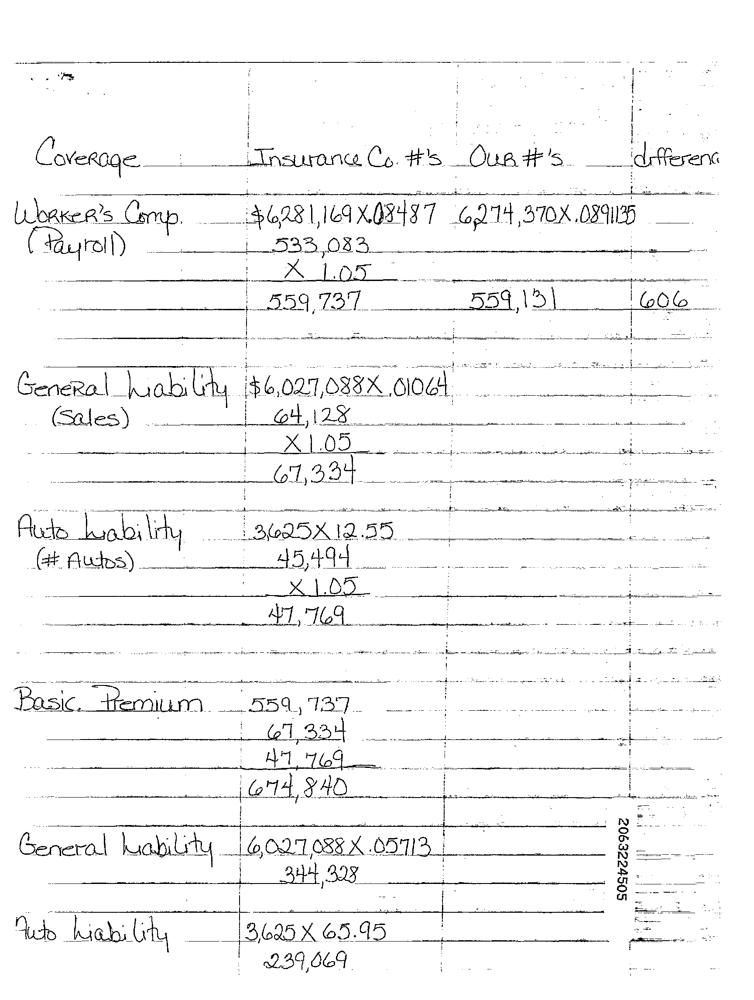 Coverage Insurance Co. #'s Our #'s differenc
Worker's Comp. $6,281,169 X .08487 6,274,370 X .0891135
(Payroll) 533,083
X 1.05
559,737 559,131 606
General Liability $6,027,088 X .01064
(Sales) 64,128
X 1.05
67,334
Auto Liability 3,625 X 12.55
(# Autos) 45,494
X 1.05
47,769
Basic Premium 559,737
67,334
47,769
674,840
General Liability 6,027,088 X .05713
344,328
Auto Liability 3,625 X 65.95
239,069
2063224505